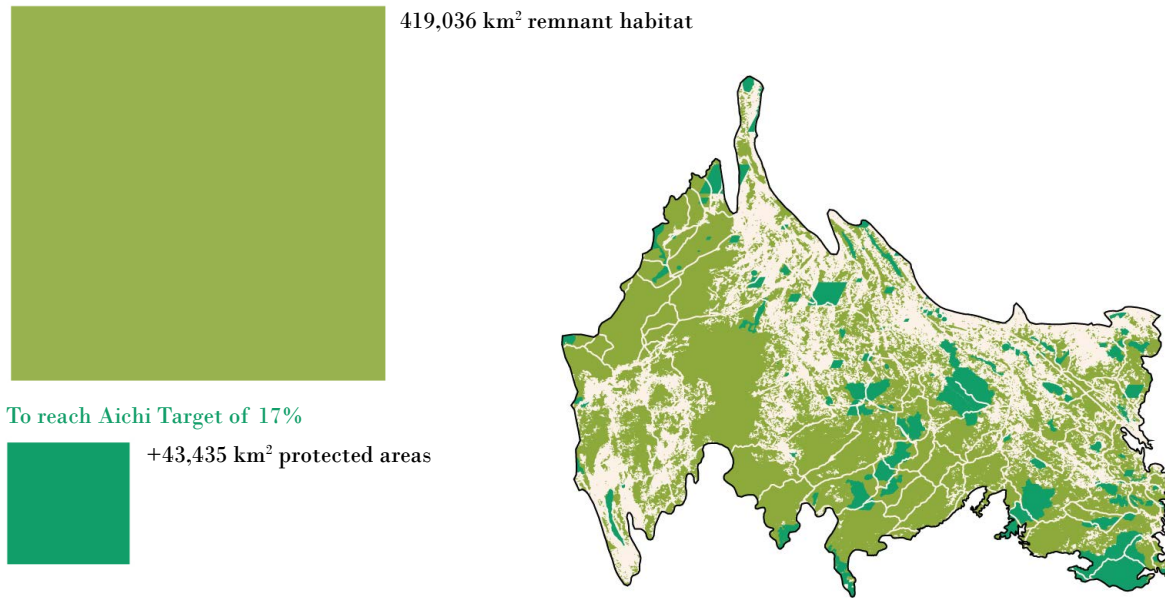 419,036 km² remnant habitat
To reach Aichi Target of 17%
+43,435 km² protected areas